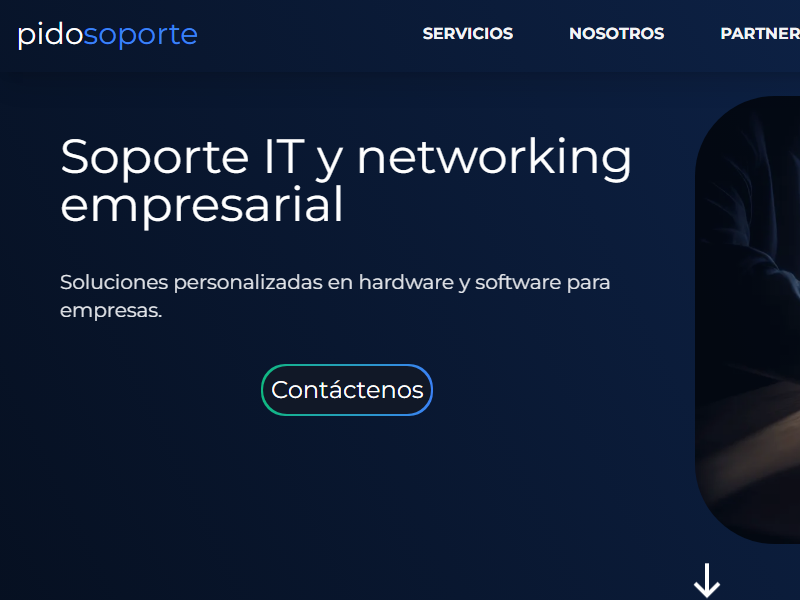 pidosoporte
SERVICIOS
NOSOTROS
PARTNER
Soporte IT y networking
empresarial
Soluciones personalizadas en hardware y software para
empresas.
Contáctenos